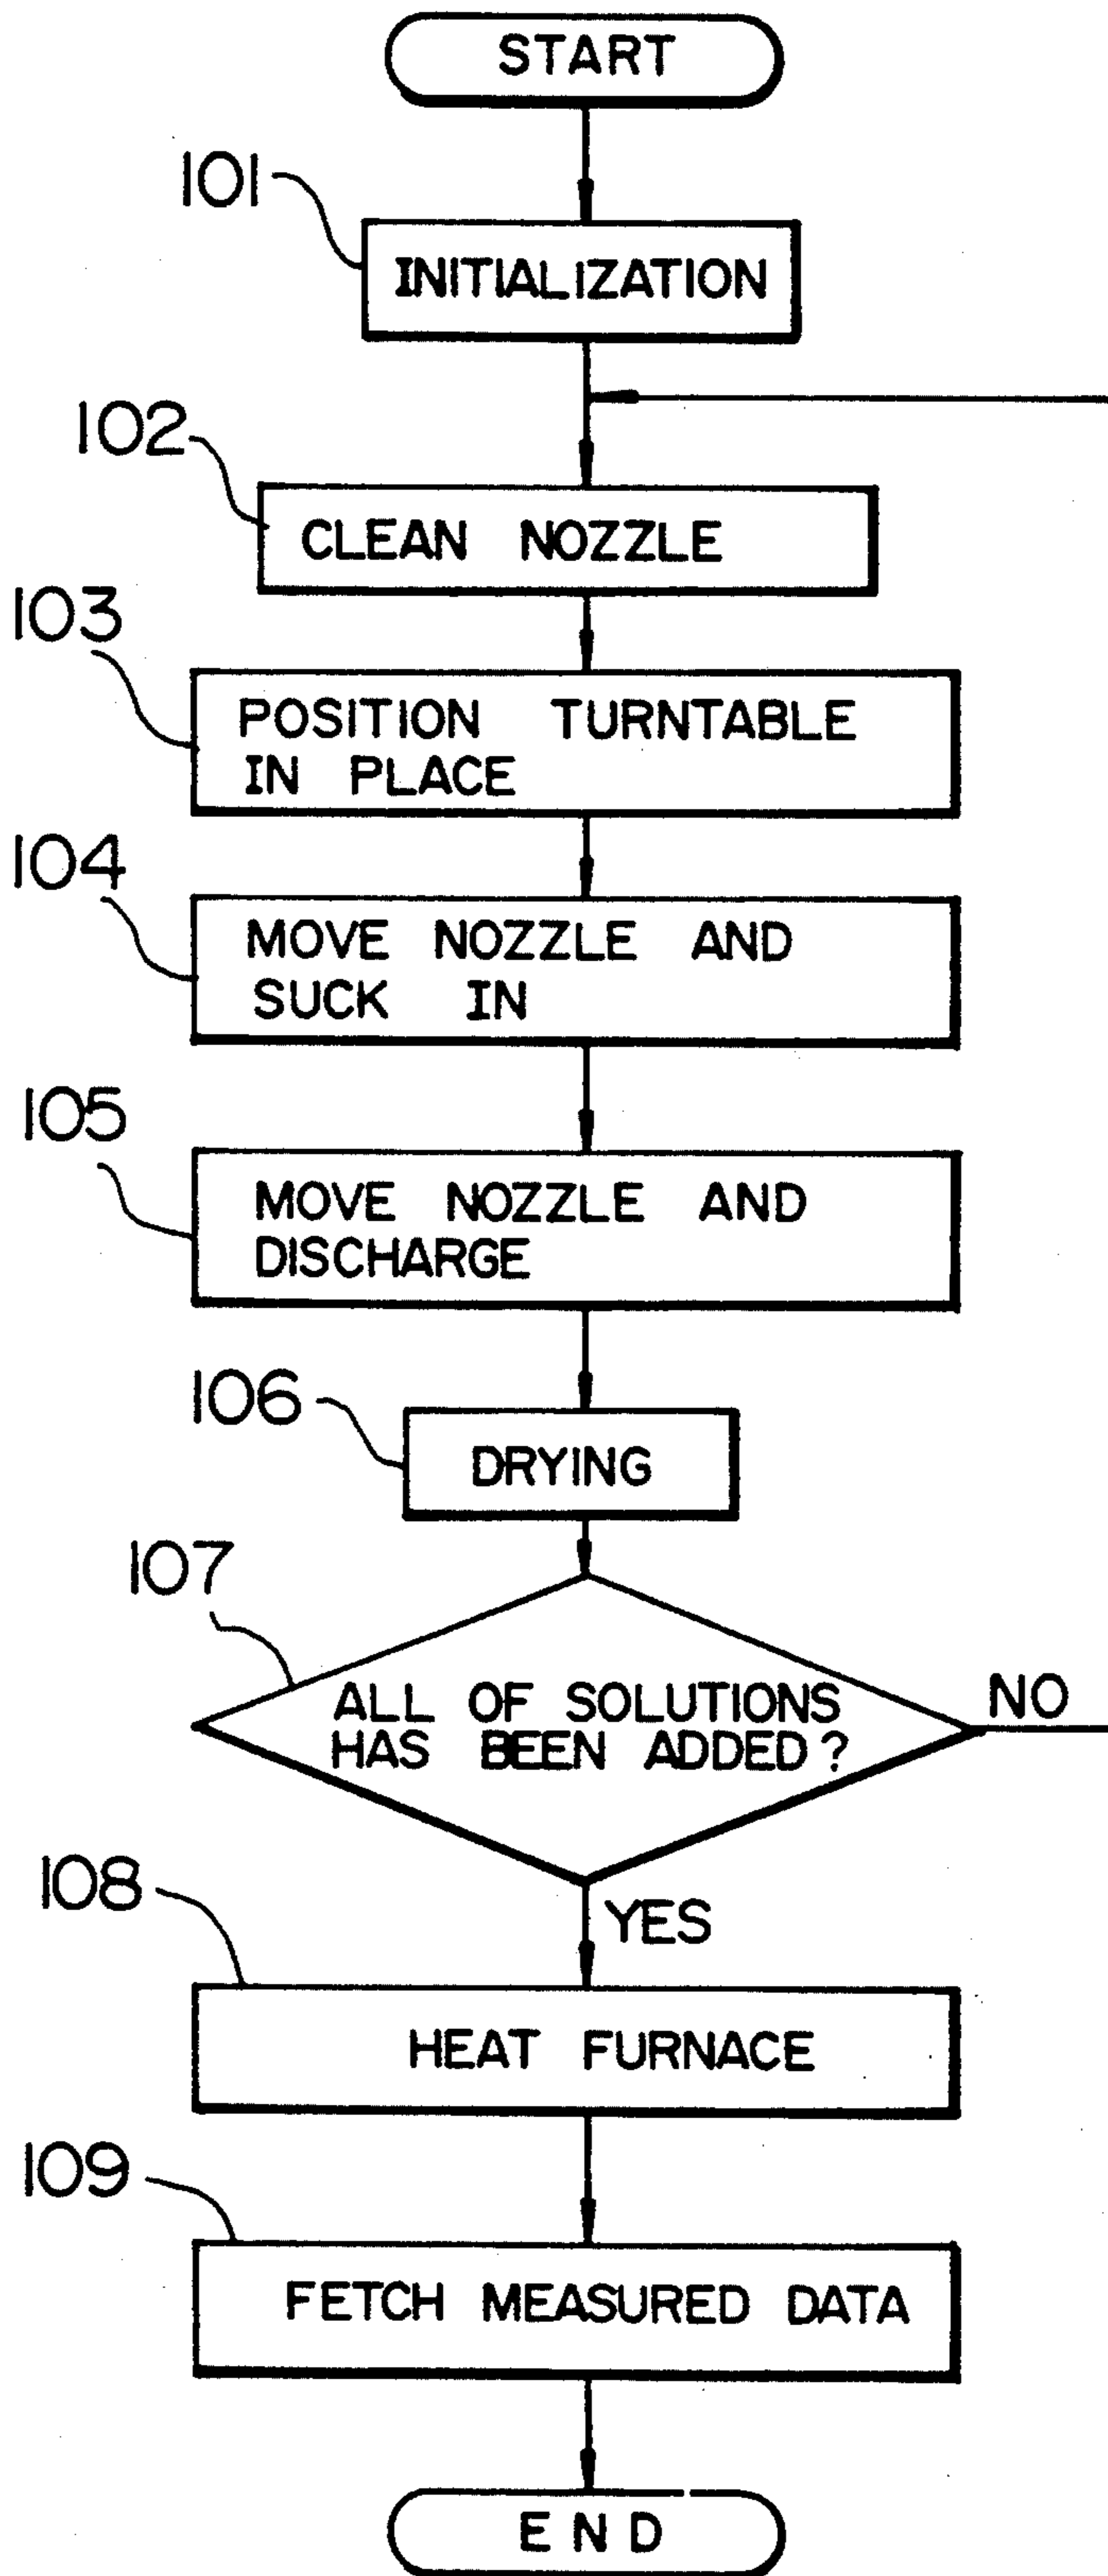 START
101
INITIALIZATION
102
CLEAN NOZZLE
103
POSITION TURNTABLE
IN PLACE
104
MOVE NOZZLE AND
SUCK IN
105
MOVE NOZZLE AND
DISCHARGE
106
DRYING
107
ALL OF SOLUTIONS
HAS BEEN ADDED?
NO
YES
108
HEAT FURNACE
109
FETCH MEASURED DATA
END